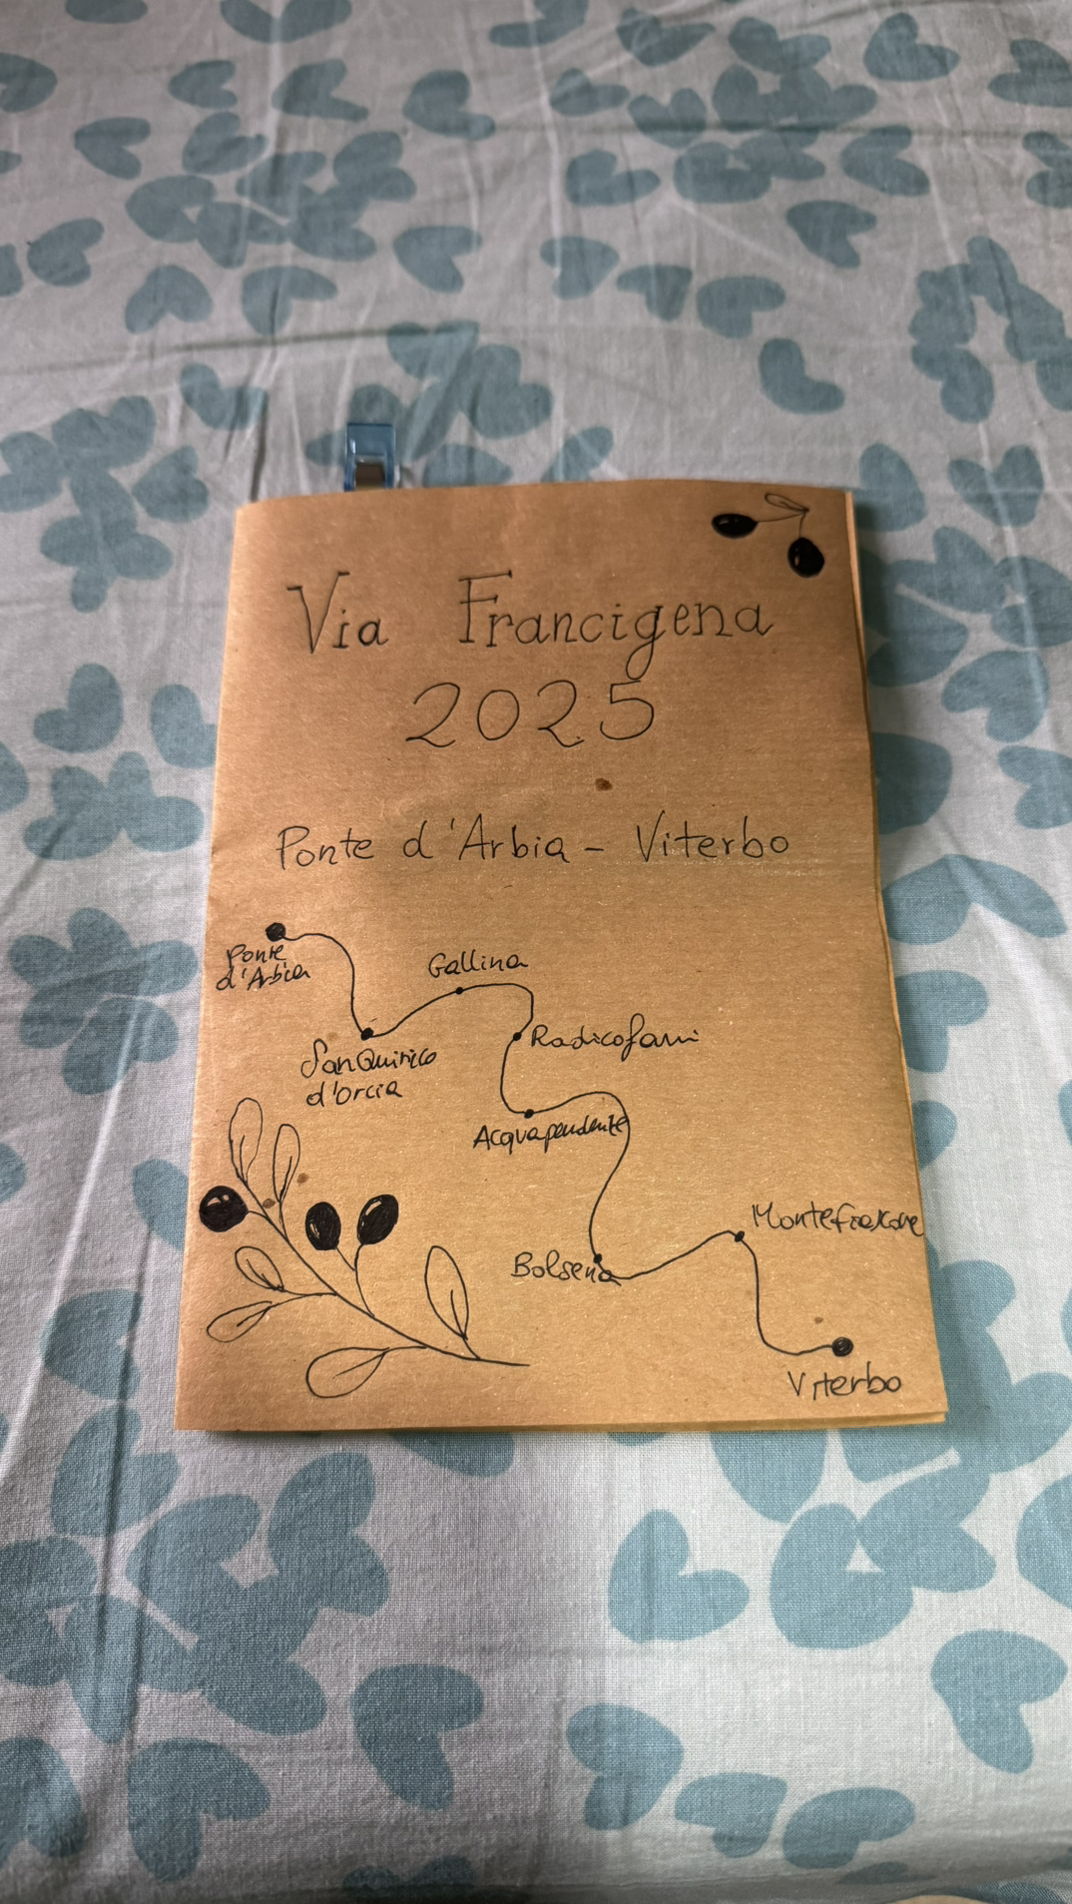 Via Francigena
2025
Ponte d'Arbia - Viterbo
Ponte
d'Arbia
Gallina
San Quirico
d'Orcia
Radicofani
Acquapendente
Bolsena
Montefiascone
Viterbo